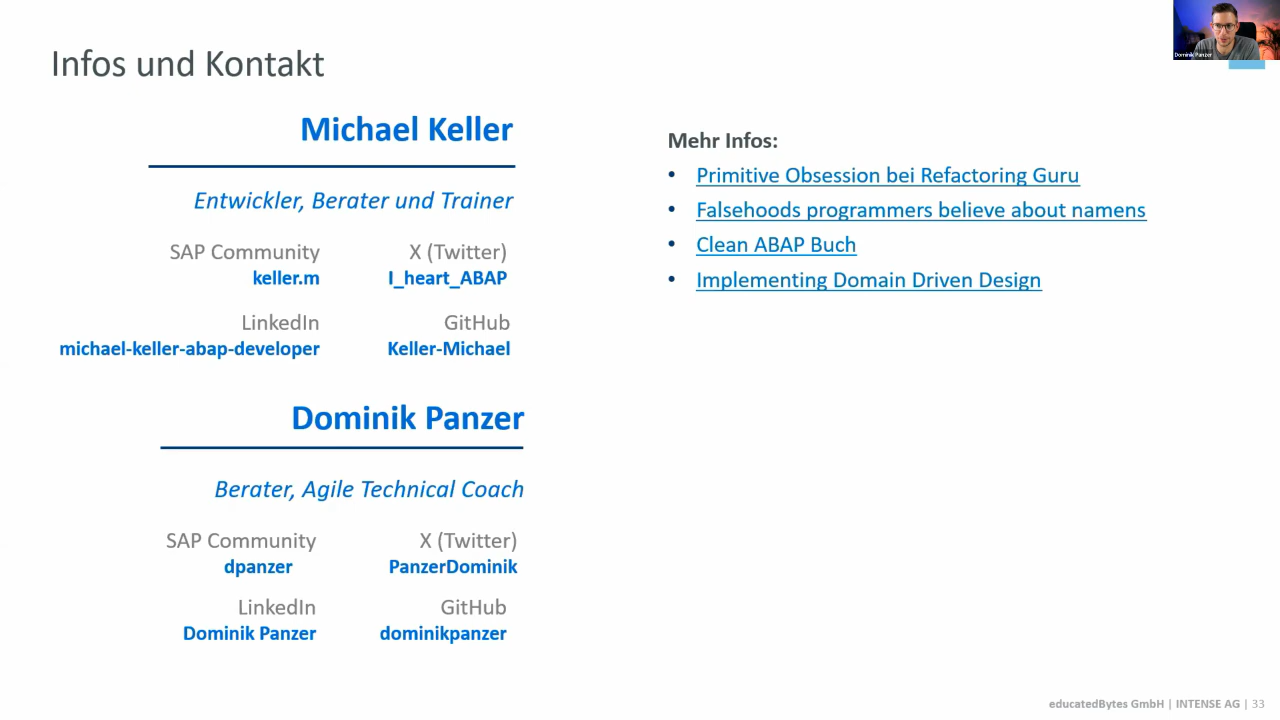 Infos und Kontakt
Dominik Panzer
Michael Keller
Entwickler, Berater und Trainer
SAP Community
keller.m
X (Twitter)
I_heart_ABAP
LinkedIn
michael-keller-abap-developer
GitHub
Keller-Michael
Dominik Panzer
Berater, Agile Technical Coach
SAP Community
dpanzer
X (Twitter)
PanzerDominik
LinkedIn
Dominik Panzer
GitHub
dominikpanzer
Mehr Infos:
• Primitive Obsession bei Refactoring Guru
• Falsehoods programmers believe about namens
• Clean ABAP Buch
• Implementing Domain Driven Design
educatedBytes GmbH | INTENSE AG | 33